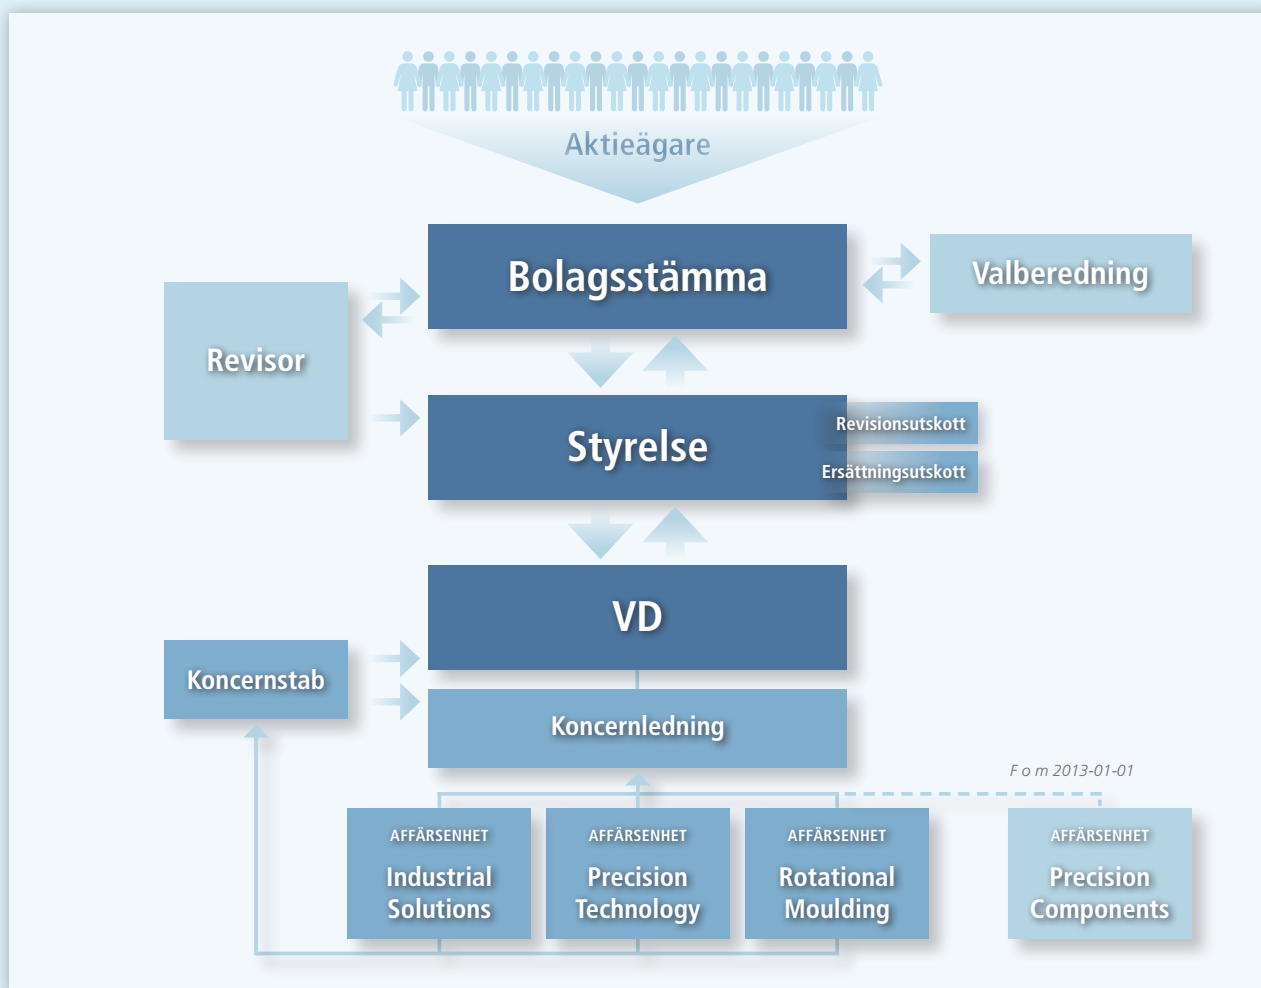 Aktieägare
Bolagsstämma
Valberedning
Revisor
Styrelse
Revisionsutskott
Ersättningsutskott
VD
Koncernstab
Koncernledning
F o m 2013-01-01
AFFÄRSENHET
Industrial
Solutions
AFFÄRSENHET
Precision
Technology
AFFÄRSENHET
Rotational
Moulding
AFFÄRSENHET
Precision
Components